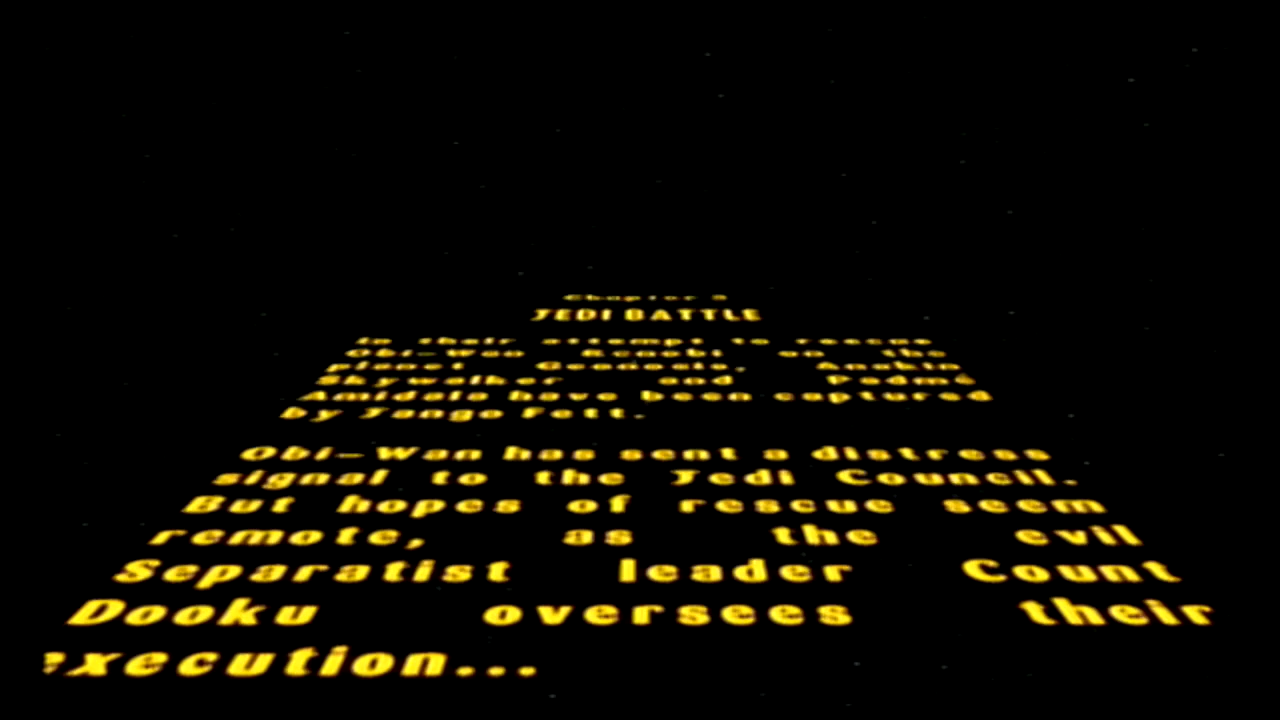 Chapter 3
JEDI BATTLE
In their attempt to rescue
Obi-Wan Kenobi on the
planet Geonosis, Anakin
Skywalker and Padmé
Amidala have been captured
by Jango Fett.
Obi-Wan has sent a distress
signal to the Jedi Council.
But hopes of rescue seem
remote, as the evil
Separatist leader Count
Dooku oversees their
execution...